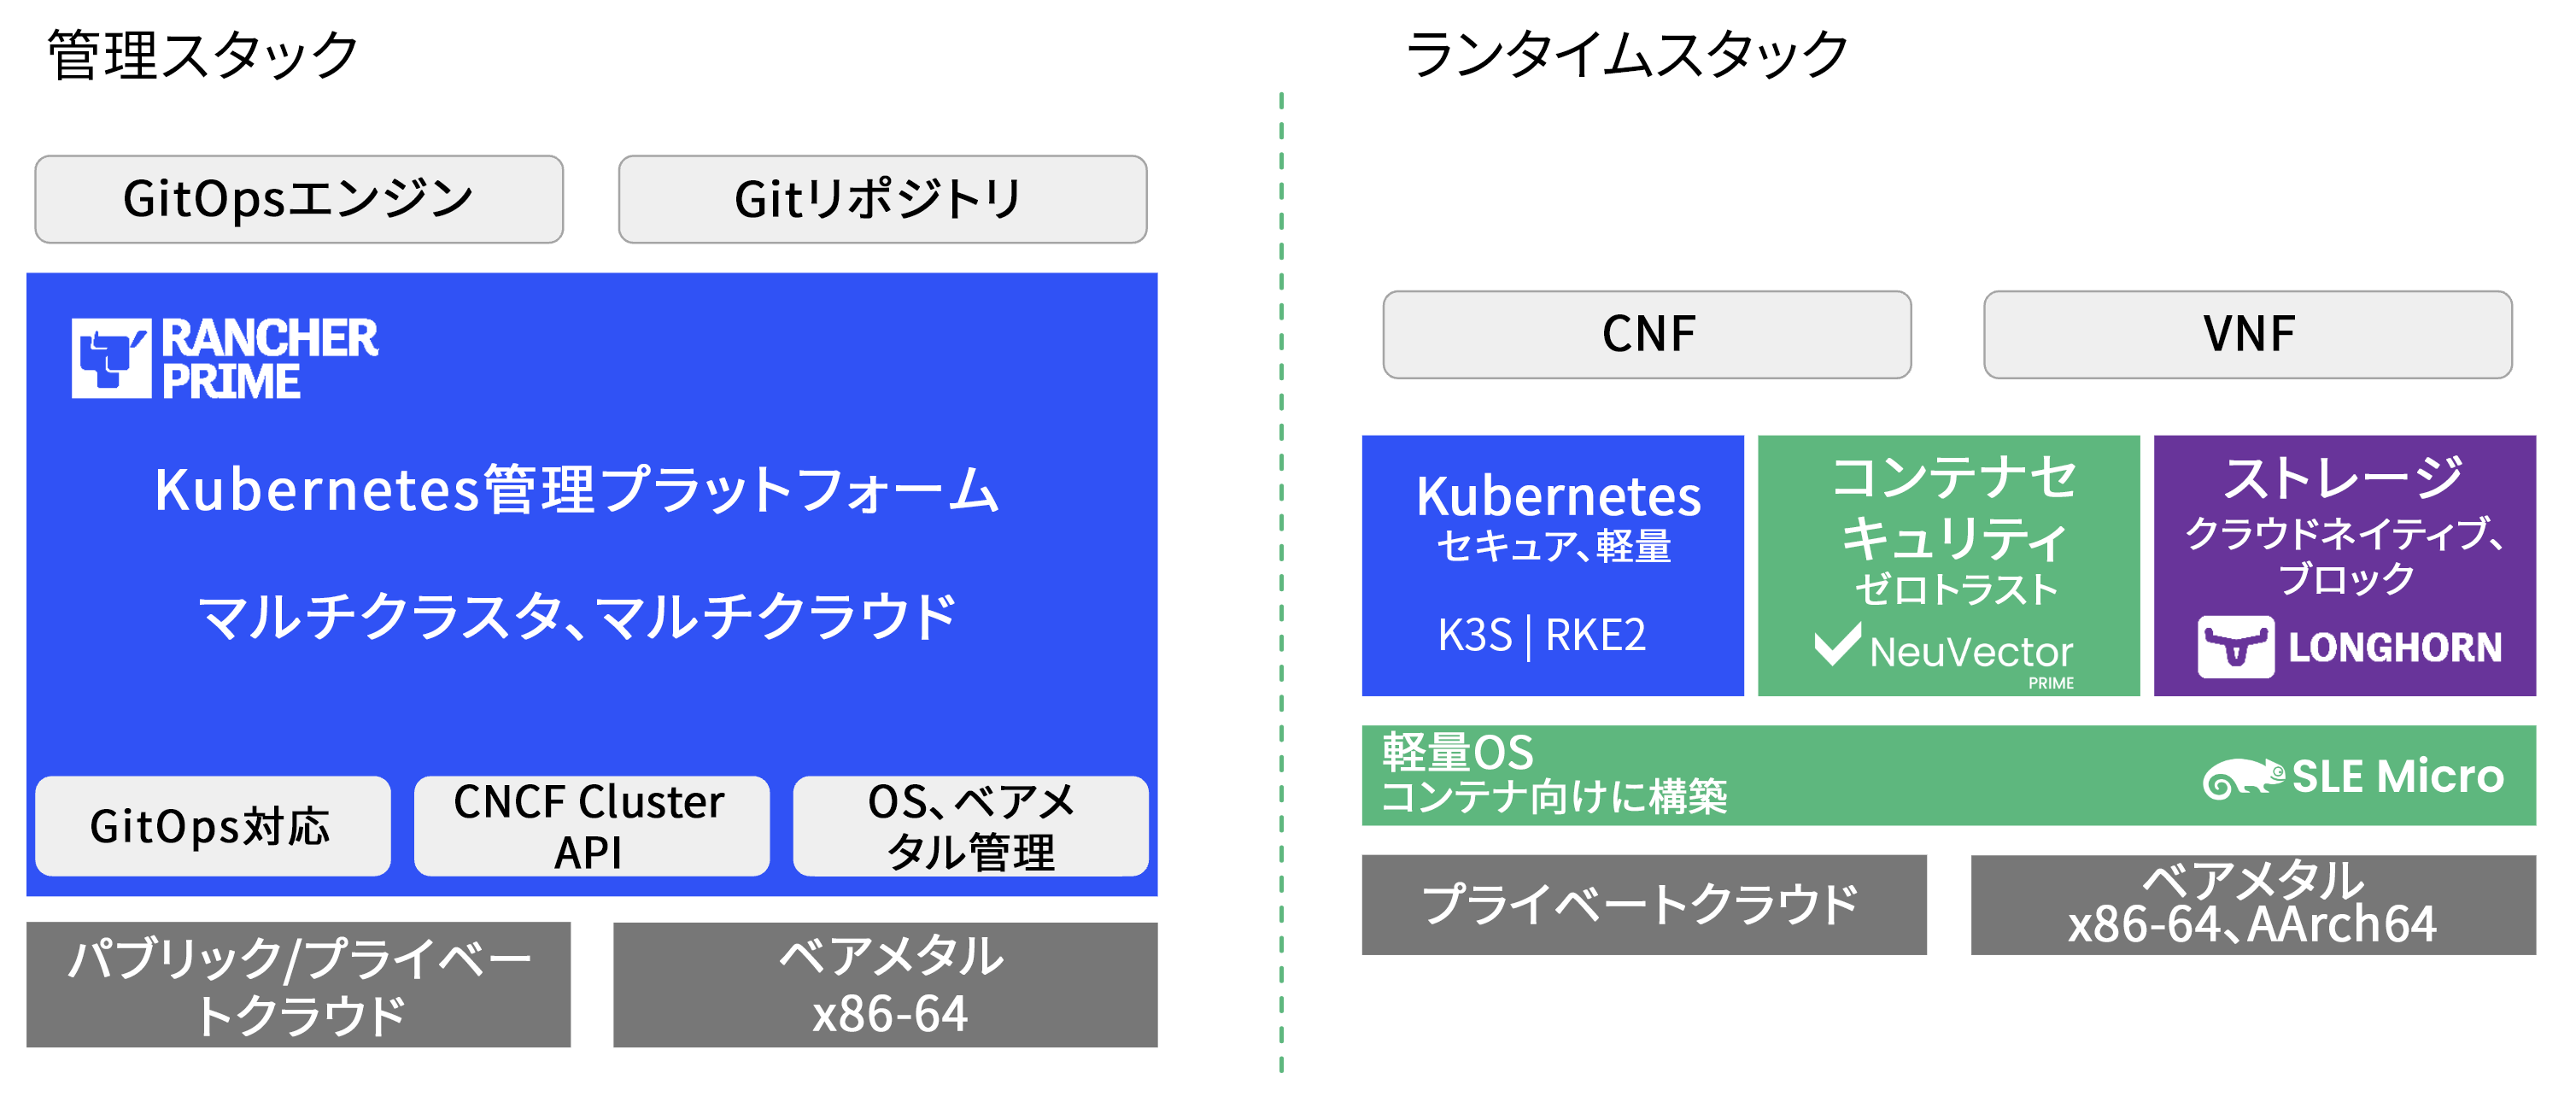 管理スタック
GitOpsエンジン
Gitリポジトリ
RANCHER
PRIME
Kubernetes管理プラットフォーム
マルチクラスタ、マルチクラウド
GitOps対応
CNCF Cluster
API
OS、ベアメ
タル管理
パブリック/プライベー
トクラウド
ベアメタル
x86-64
ランタイムスタック
CNF
VNF
Kubernetes
セキュア、軽量
K3S | RKE2
コンテナセ
キュリティ
ゼロトラスト
NeuVector
PRIME
ストレージ
クラウドネイティブ、
ブロック
LONGHORN
軽量OS
コンテナ向けに構築
SLE Micro
プライベートクラウド
ベアメタル
x86-64、AArch64